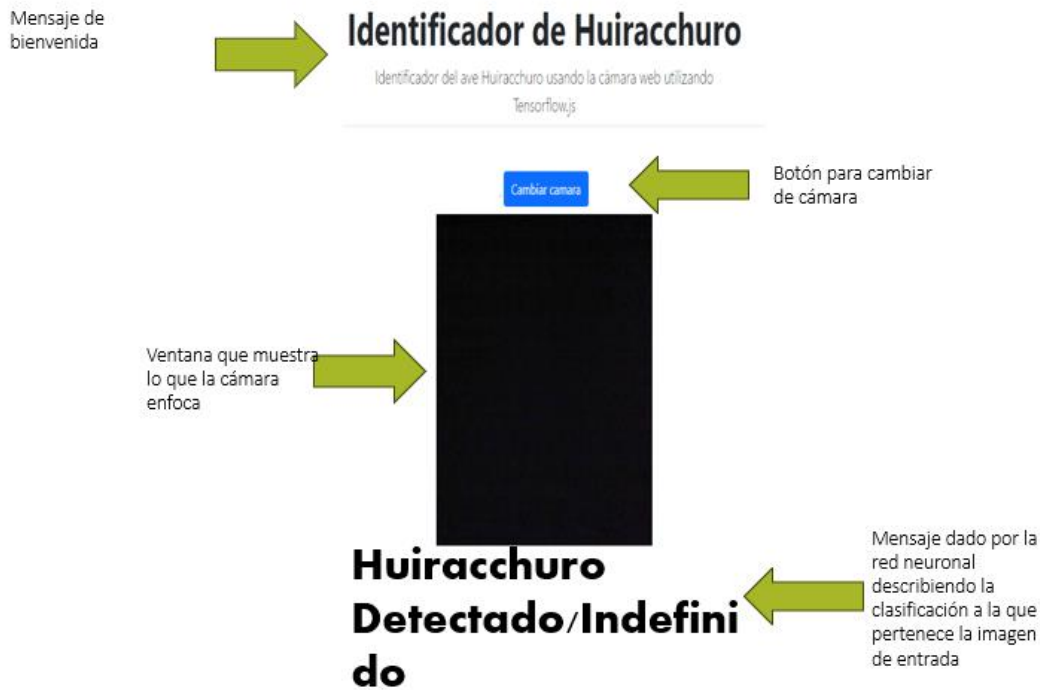 Mensaje de
bienvenida
Identificador de Huiracchuro
Identificador del ave Huiracchuro usando la cámara web utilizando
Tensorflow.js
Cambiar camara
Botón para cambiar
de cámara
Ventana que muestra
lo que la cámara
enfoca
Huiracchuro
Detectado/Indefini
do
Mensaje dado por la
red neuronal
describiendo la
clasificación a la que
pertenece la imagen
de entrada